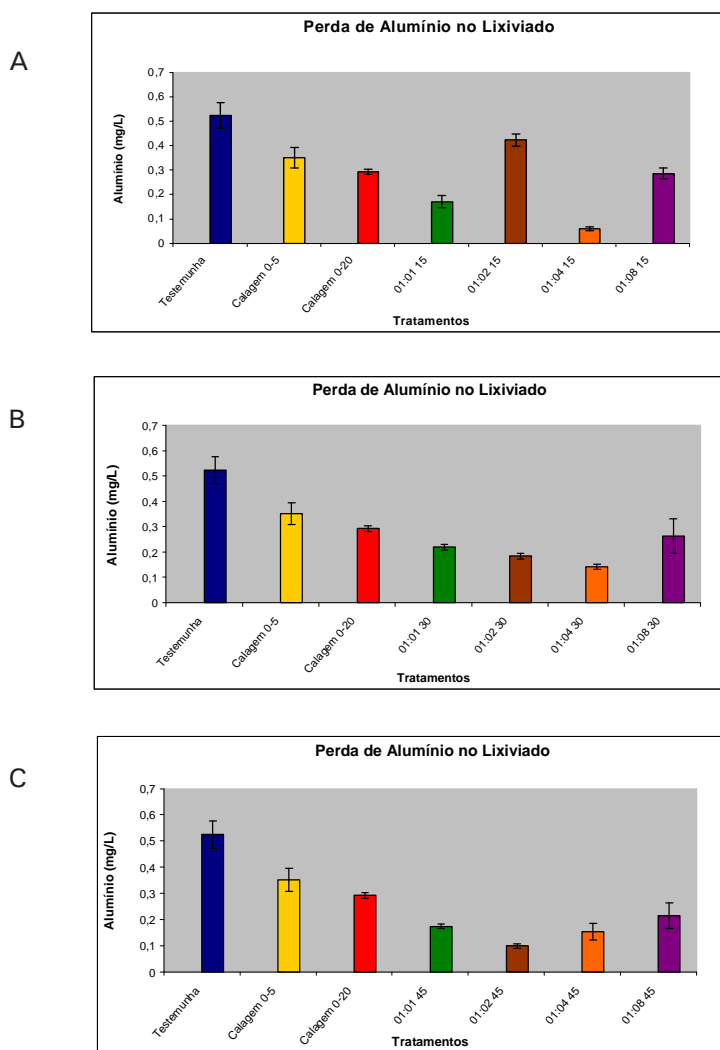 A
Perda de Alumínio no Lixiviado
Alumínio (mg/L)
0,7
0,6
0,5
0,4
0,3
0,2
0,1
0
Testemunha
Calagem 0-5
Calagem 0-20
01:01 15
01:02 15
01:04 15
01:08 15
Tratamentos
B
Perda de Alumínio no Lixiviado
Alumínio (mg/L)
0,7
0,6
0,5
0,4
0,3
0,2
0,1
0
Testemunha
Calagem 0-5
Calagem 0-20
01:01 30
01:02 30
01:04 30
01:08 30
Tratamentos
C
Perda de Alumínio no Lixiviado
Alumínio (mg/L)
0,7
0,6
0,5
0,4
0,3
0,2
0,1
0
Testemunha
Calagem 0-5
Calagem 0-20
01:01 45
01:02 45
01:04 45
01:08 45
Tratamentos